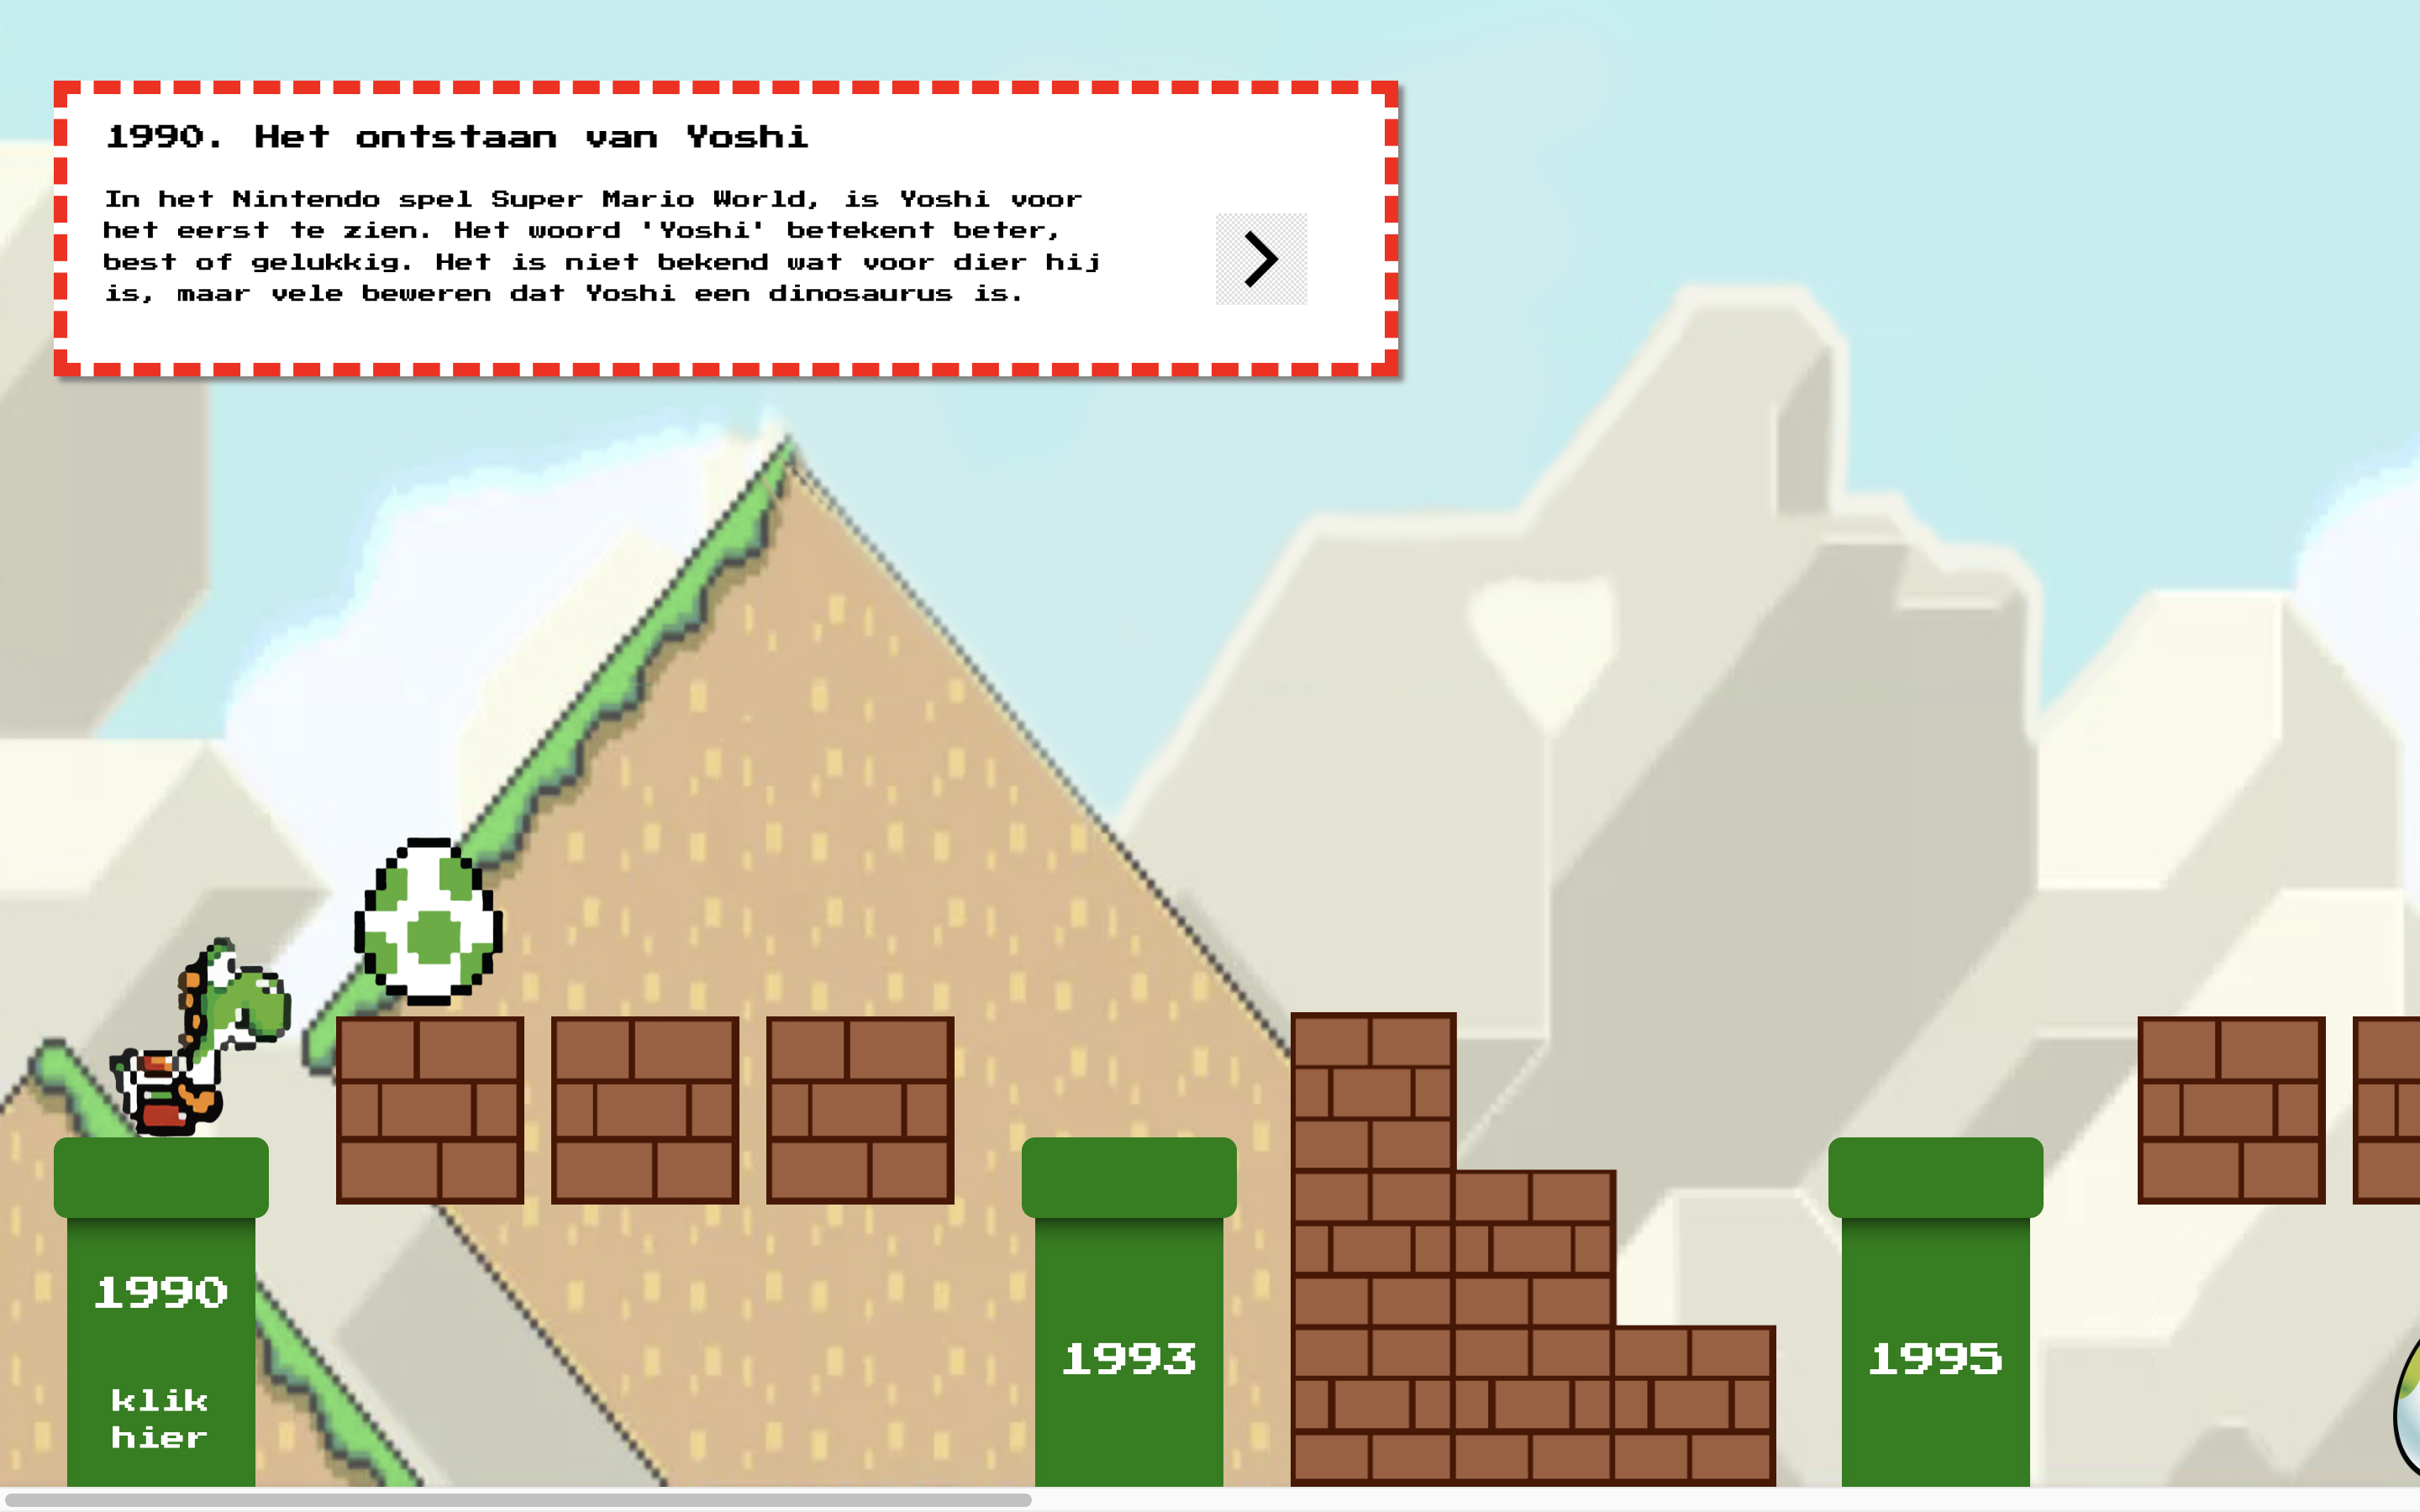 1990. Het ontstaan van Yoshi
In het Nintendo spel Super Mario World, is Yoshi voor
het eerst te zien. Het woord 'Yoshi' betekent beter,
best of gelukkig. Het is niet bekend wat voor dier hij
is, maar vele beweren dat Yoshi een dinosaurus is.
1990
klik
hier
1993
1995